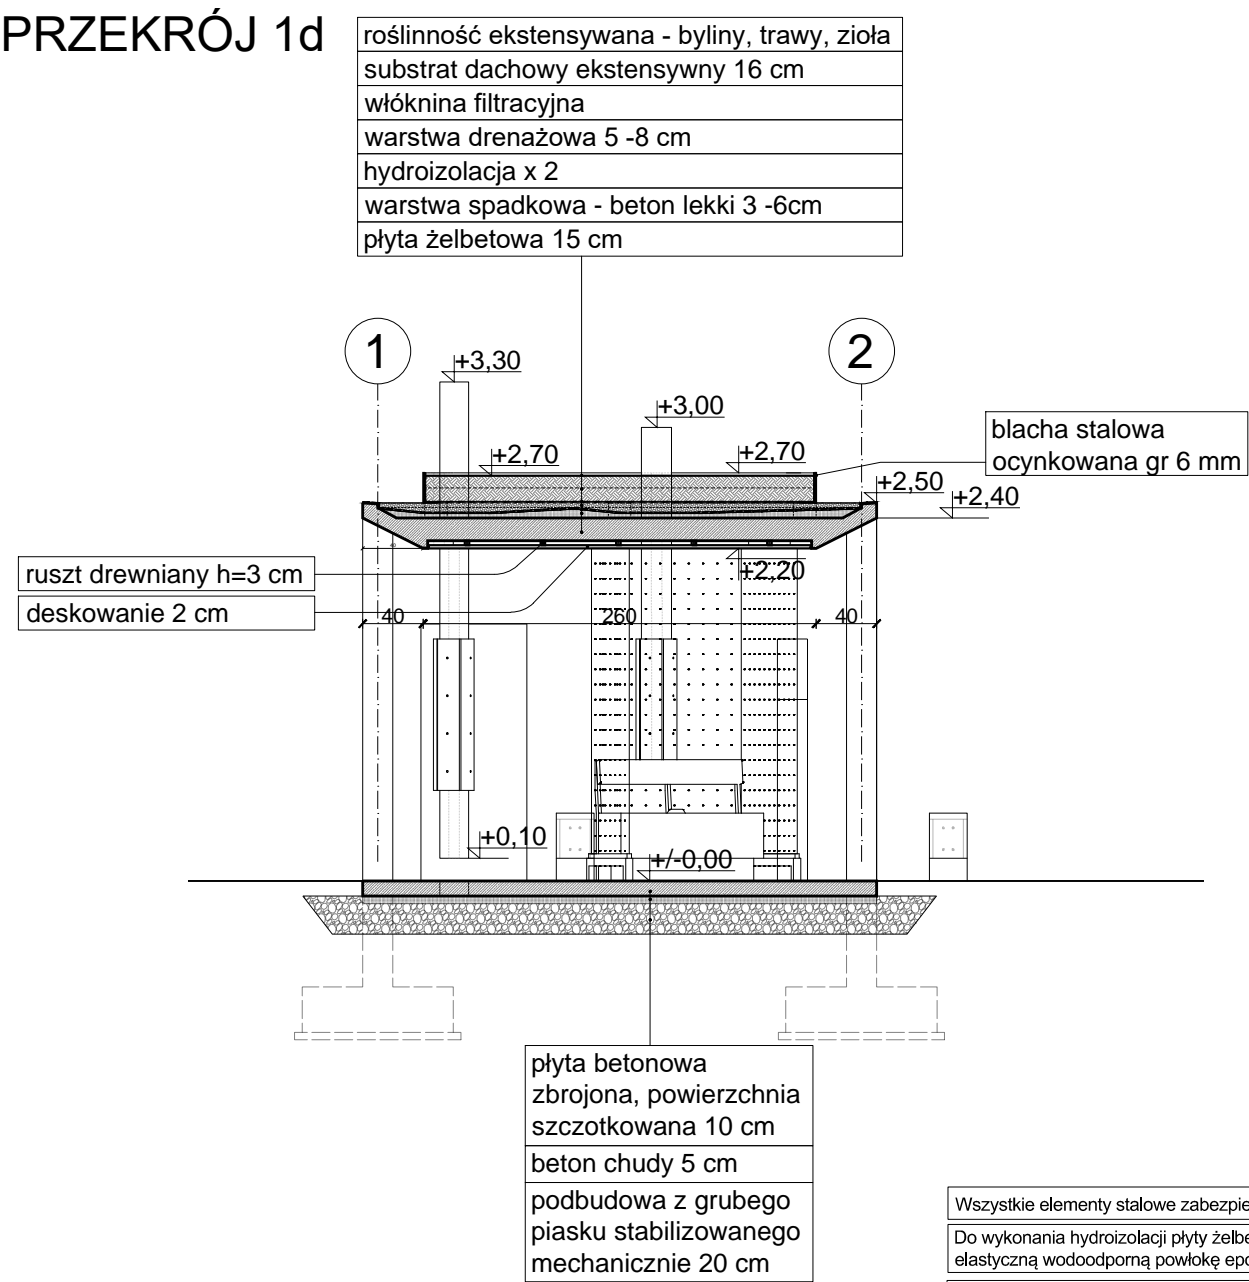 PRZEKRÓJ 1d
roślinność ekstensywana - byliny, trawy, zioła
substrat dachowy ekstensywny 16 cm
włóknina filtracyjna
warstwa drenażowa 5 -8 cm
hydroizolacja x 2
warstwa spadkowa - beton lekki 3 -6cm
płyta żelbetowa 15 cm
1
2
+3,30
+3,00
+2,70
+2,70
blacha stalowa
ocynkowana gr 6 mm
+2,50
+2,40
ruszt drewniany h=3 cm
deskowanie 2 cm
+2,20
40
260
40
+0,10
+/-0,00
płyta betonowa
zbrojona, powierzchnia
szczotkowana 10 cm
beton chudy 5 cm
podbudowa z grubego
piasku stabilizowanego
mechanicznie 20 cm
Wszystkie elementy stalowe zabezpie
Do wykonania hydroizolacji płyty żelbe
elastyczną wodoodporną powłokę epo